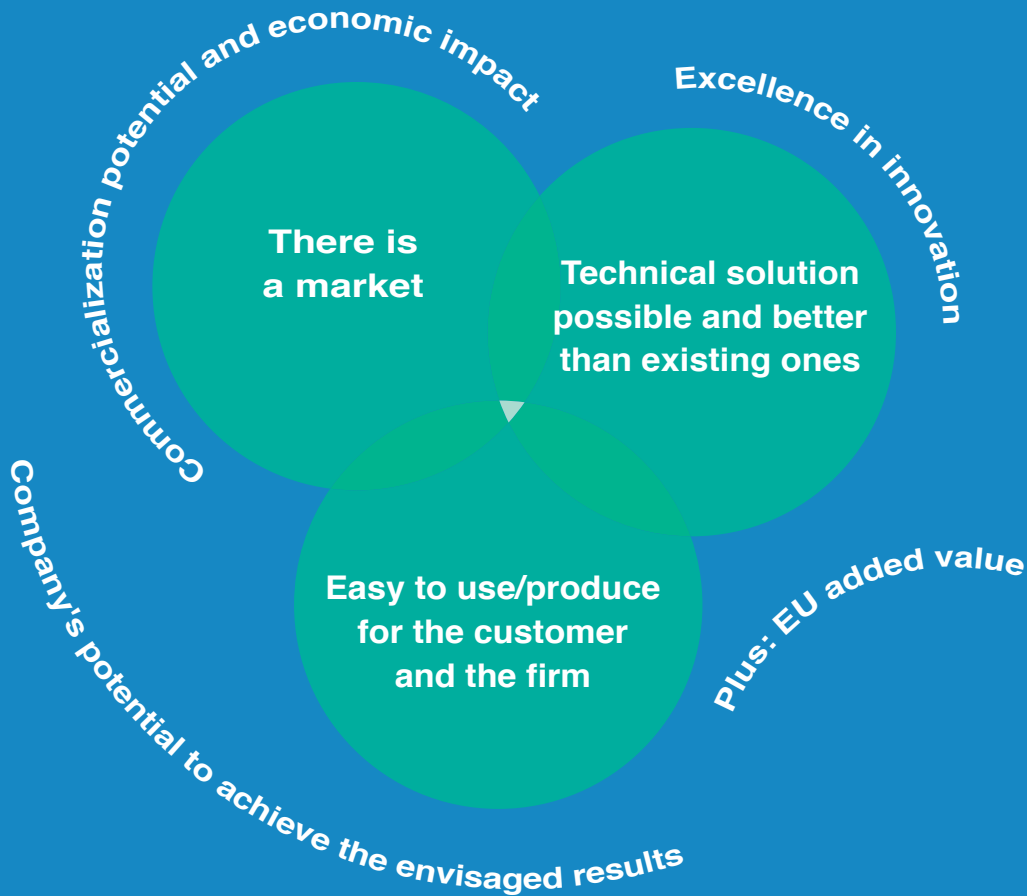 Commercialization potential and economic impact
Excellence in innovation
There is
a market
Technical solution
possible and better
than existing ones
Easy to use/produce
for the customer
and the firm
Company's potential to achieve the envisaged results
Plus: EU added value